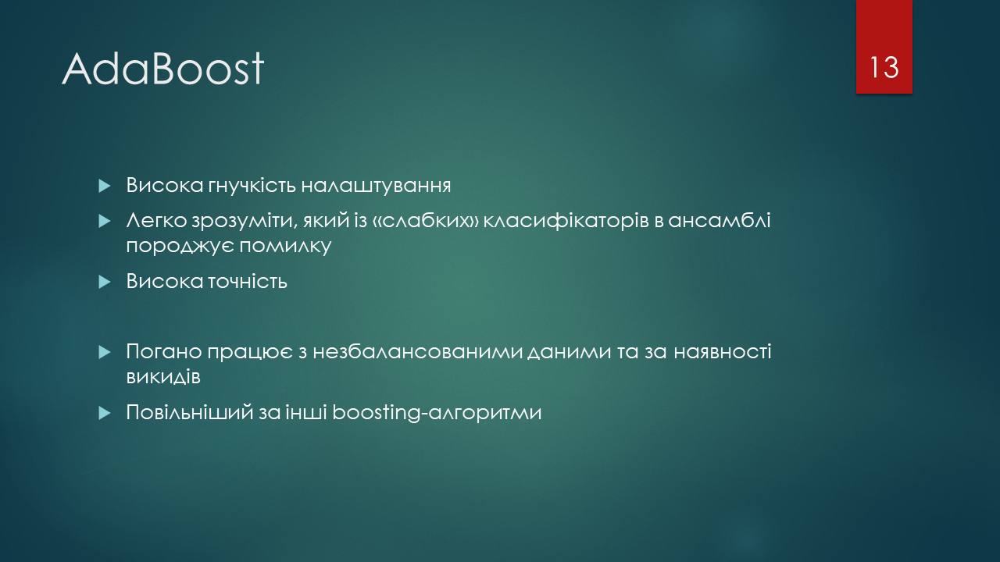 AdaBoost
13
Висока гнучкість налаштування
Легко зрозуміти, який із «слабких» класифікаторів в ансамблі
породжує помилку
Висока точність
Погано працює з незбалансованими даними та за наявності
викидів
Повільніший за інші boosting-алгоритми